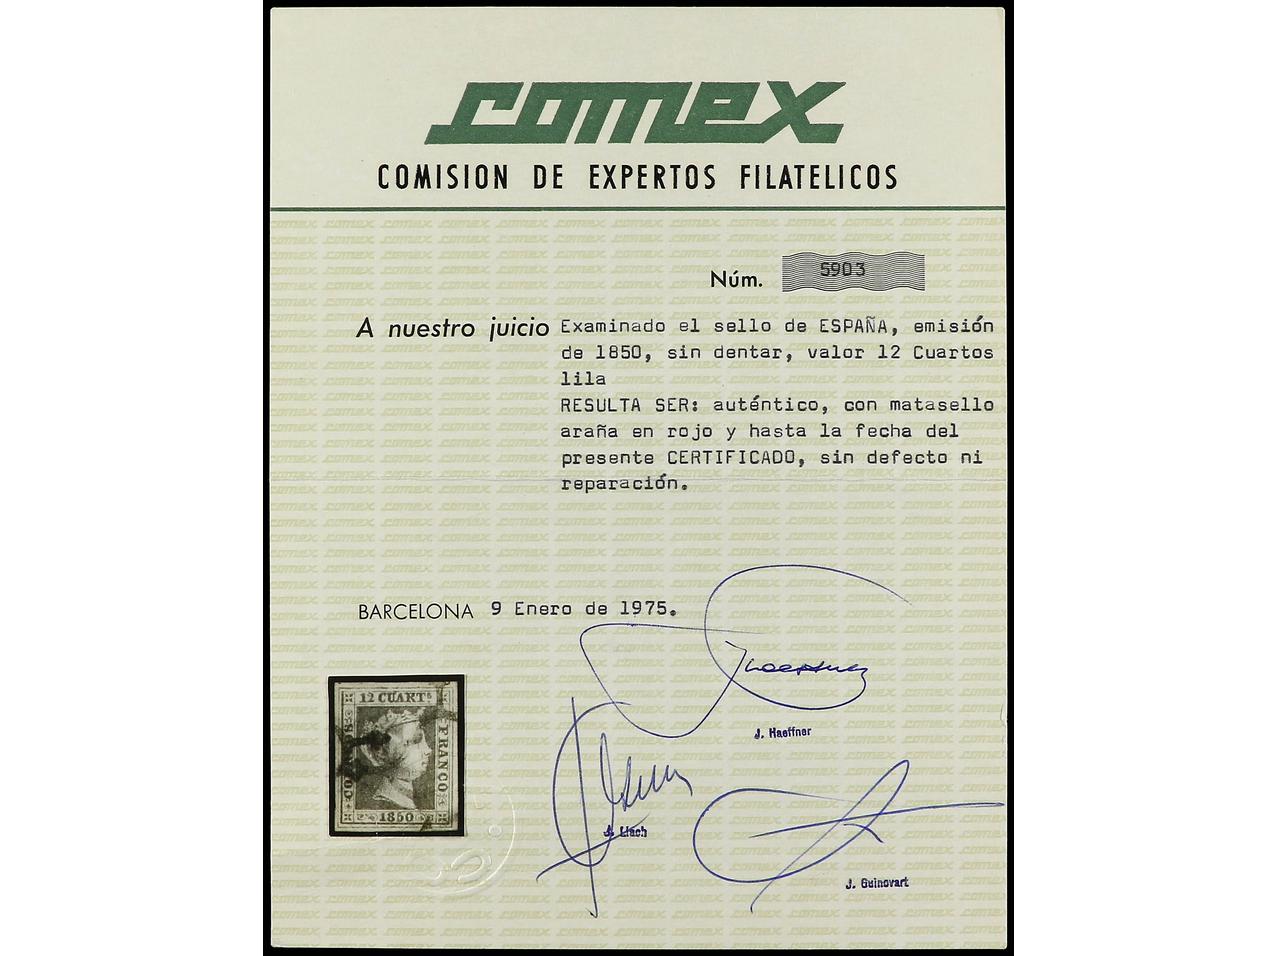 comex
COMISION DE EXPERTOS FILATELICOS
Núm. 5903
A nuestro juicio Examinado el sello de ESPAÑA, emisión
de 1850, sin dentar, valor 12 Cuartos
lila
RESULTA SER: auténtico, con matasello
araña en rojo y hasta la fecha del
presente CERTIFICADO, sin defecto ni
reparación.
BARCELONA 9 Enero de 1975.
J. Haeffner
J. Llach
J. Guinovart
12 CUARTS
FRANCO
1850